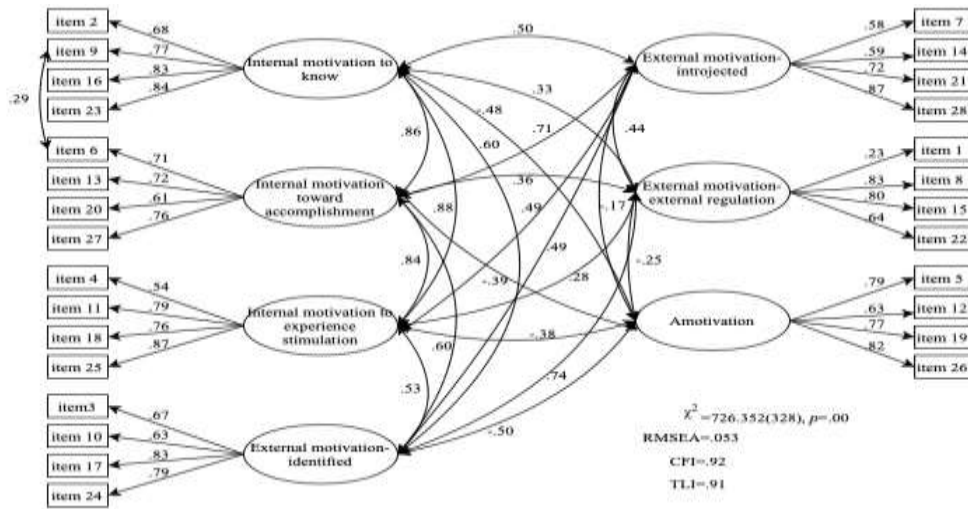 item 2
.68
item 9
.77
item 16
.83
item 23
.84
.29
Internal motivation to
know
item 6
.71
item 13
.72
item 20
.61
item 27
.76
Internal motivation
toward
accomplishment
item 4
.54
item 11
.79
item 18
.76
item 25
.87
Internal motivation to
experience
stimulation
item3
.67
item 10
.63
item 17
.83
item 24
.79
External motivation-
identified
.50
.33
-.48
.71
.60
.44
.86
.36
.49
-.17
.88
.49
-.25
.84
-.39
.28
-.38
.60
.53
.74
-.50
External motivation-
introjected
.58
item 7
.59
item 14
.72
item 21
.87
item 28
External motivation-
external regulation
.23
item 1
.83
item 8
.80
item 15
.64
item 22
Amotivation
.79
item 5
.63
item 12
.77
item 19
.82
item 26
χ²=726.352(328), p=.00
RMSEA=.053
CFI=.92
TLI=.91